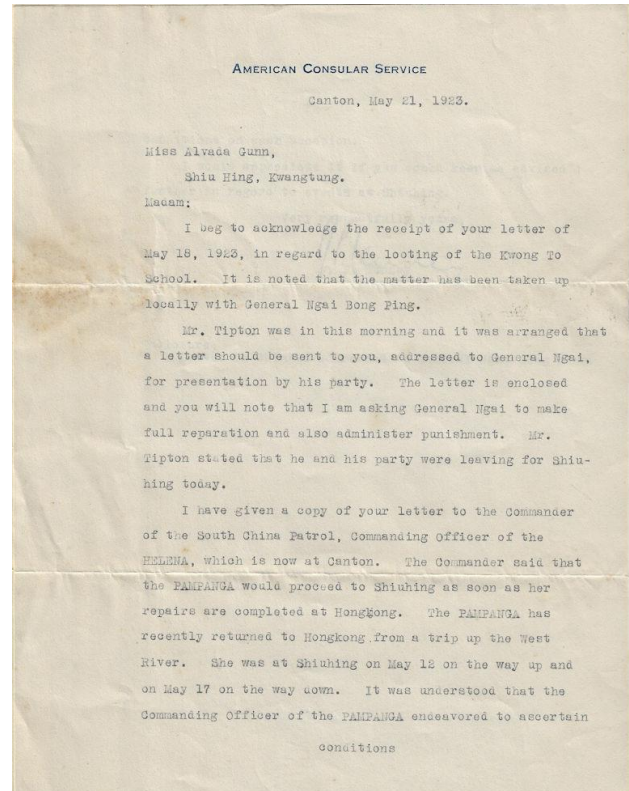 AMERICAN CONSULAR SERVICE
Canton, May 21, 1923.
Miss Alvada Gunn,
Shiu Hing, Kwangtung.
Madam:
I beg to acknowledge the receipt of your letter of
May 18, 1923, in regard to the looting of the Kwong To
School. It is noted that the matter has been taken up
locally with General Ngai Bong Ping.
Mr. Tipton was in this morning and it was arranged that
a letter should be sent to you, addressed to General Ngai,
for presentation by his party. The letter is enclosed
and you will note that I am asking General Ngai to make
full reparation and also administer punishment. Mr.
Tipton stated that he and his party were leaving for Shiu-
hing today.
I have given a copy of your letter to the Commander
of the South China Patrol, Commanding Officer of the
HELENA, which is now at Canton. The Commander said that
the PAMPANGA would proceed to Shiuhing as soon as her
repairs are completed at Hongkong. The PAMPANGA has
recently returned to Hongkong from a trip up the West
River. She was at Shiuhing on May 12 on the way up and
on May 17 on the way down. It was understood that the
Commanding Officer of the PAMPANGA endeavored to ascertain
conditions